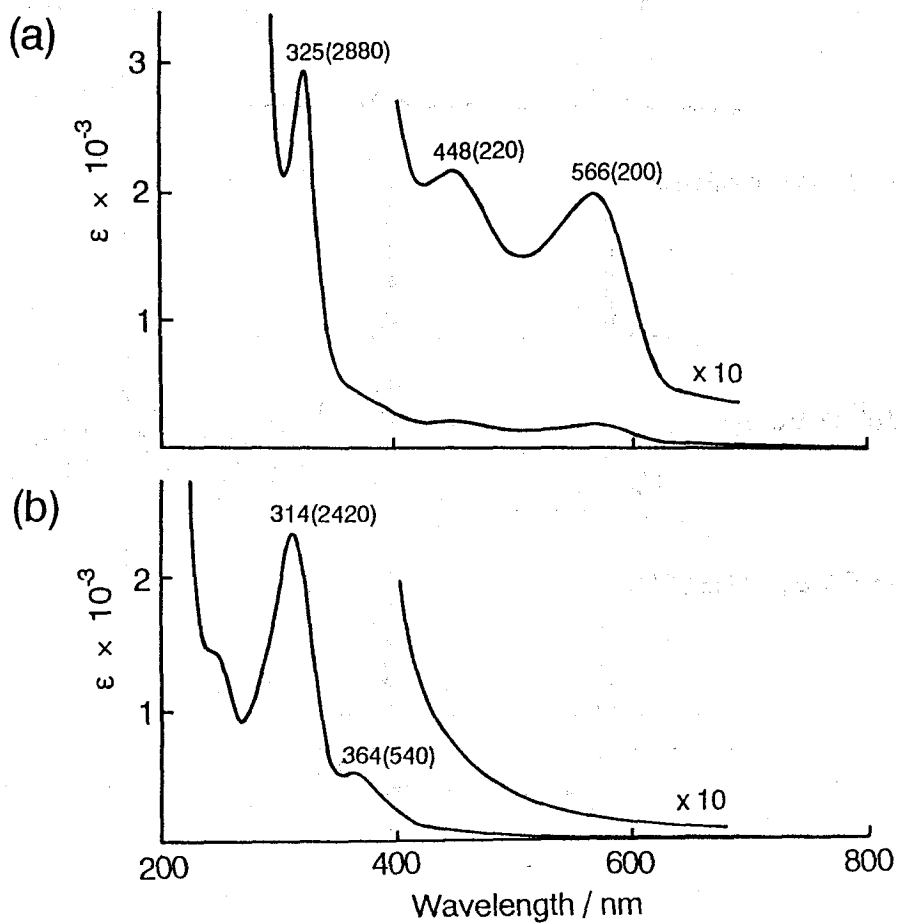 (a)
3
2
1
ε × 10⁻³
325(2880)
448(220)
566(200)
x 10
(b)
2
1
ε × 10⁻³
314(2420)
364(540)
x 10
200
400
600
800
Wavelength / nm